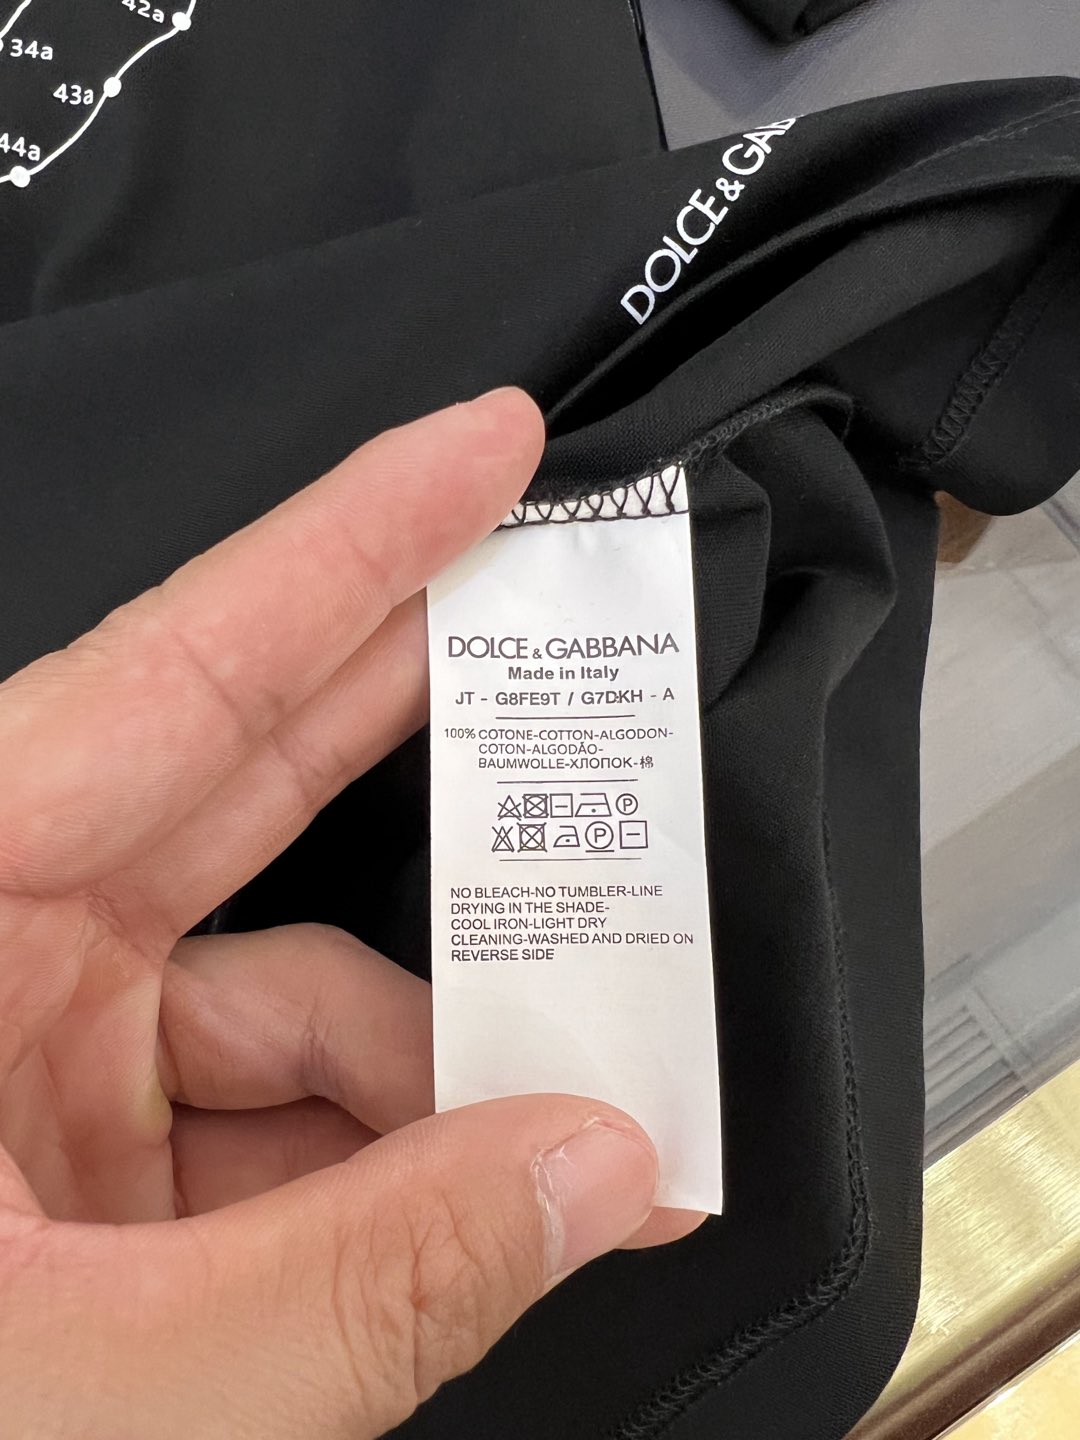 42a
34a
43a
44a
DOLCE & GAB
DOLCE & GABBANA
Made in Italy
JT - G8FE9T / G7DKH - A
100% COTONE-COTTON-ALGODON-
COTON-ALGODÃO-
BAUMWOLLE-ХЛОПОК-棉
P
P
NO BLEACH-NO TUMBLER-LINE
DRYING IN THE SHADE-
COOL IRON-LIGHT DRY
CLEANING-WASHED AND DRIED ON
REVERSE SIDE